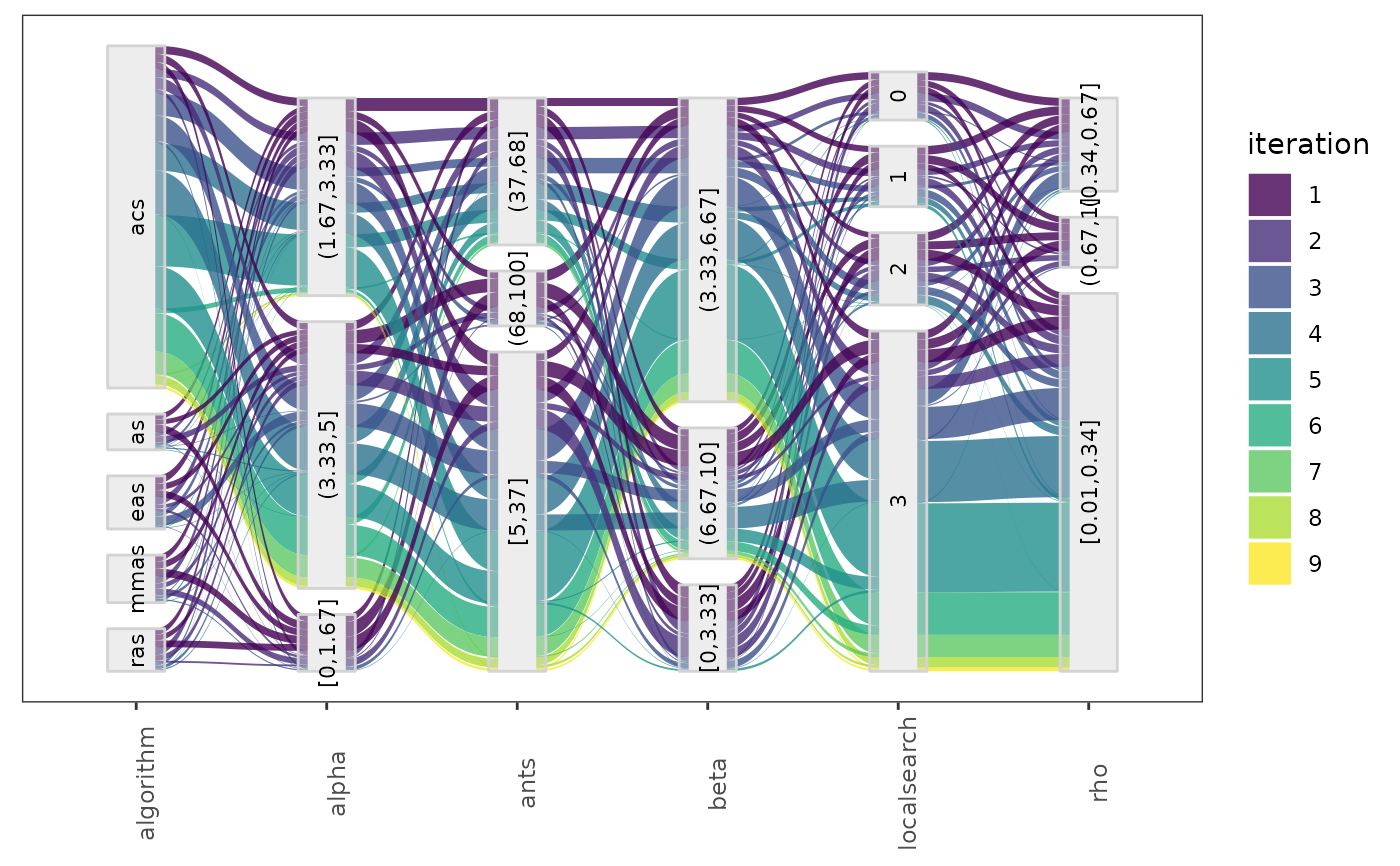 acs
as
eas
mmas
ras
(1.67,3.33]
(3.33,5]
[0,1.67]
(37,68]
(68,100]
[5,37]
(3.33,6.67]
(6.67,10]
[0,3.33]
0
1
2
3
(0.34,0.67]
(0.67,1]
[0.01,0.34]
algorithm
alpha
ants
beta
localsearch
rho
iteration
1
2
3
4
5
6
7
8
9